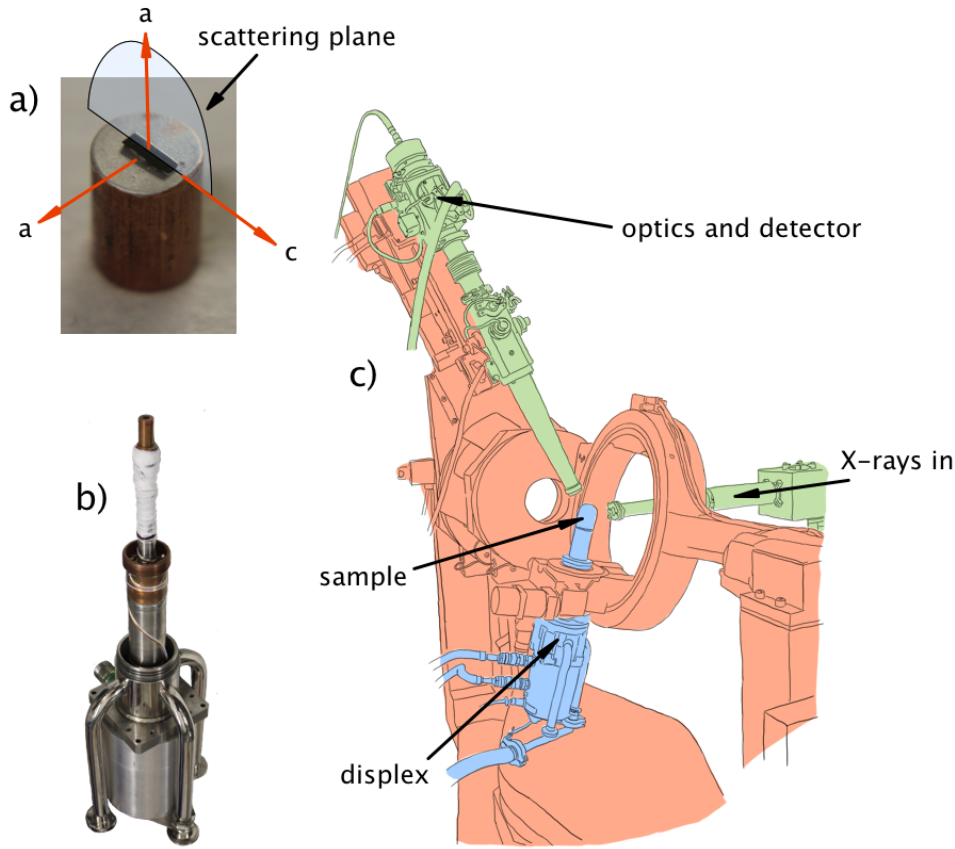 a
scattering plane
a)
a
c
optics and detector
c)
X-rays in
b)
sample
displex